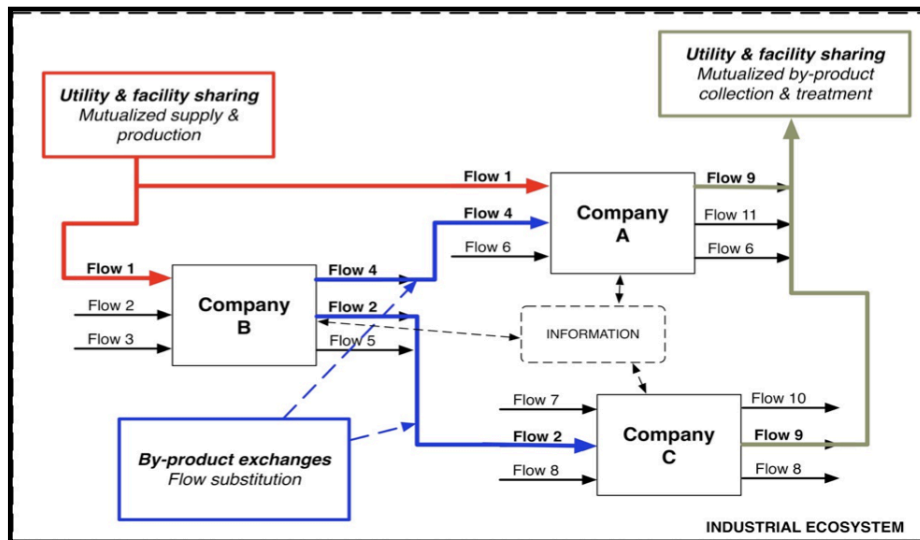 Utility & facility sharing
Mutualized supply &
production
Utility & facility sharing
Mutualized by-product
collection & treatment
Flow 1
Flow 4
Flow 6
Company
A
Flow 9
Flow 11
Flow 6
Flow 1
Flow 2
Flow 3
Company
B
Flow 4
Flow 2
Flow 5
INFORMATION
Flow 7
Flow 2
Flow 8
Company
C
Flow 10
Flow 9
Flow 8
By-product exchanges
Flow substitution
INDUSTRIAL ECOSYSTEM